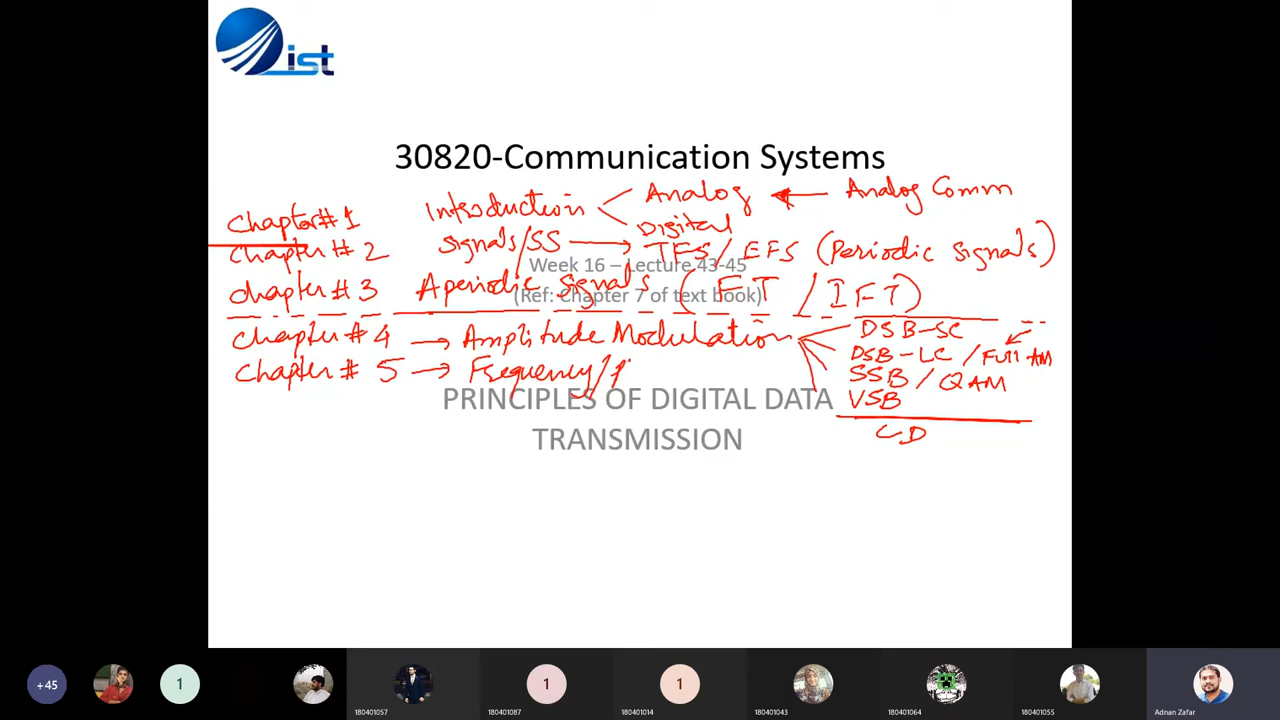 ist
30820-Communication Systems
Chapter# 1 Introduction Analog Analog Comm
Digital
Chapter # 2 Signals/SS TFS/EFS (Periodic Signals)
Week 16 – Lecture 43-45
Chapter # 3 Aperiodic Signals (FT / IFT)
(Ref: Chapter 7 of text book)
Chapter # 4 Amplitude Modulation DSB-SC
DSB-LC / Full AM
Chapter # 5 Frequency/ SSB / QAM
VSB
PRINCIPLES OF DIGITAL DATA
TRANSMISSION
+45
1
1
1
180401057
180401087
180401014
180401043
180401064
180401055
Adnan Zafar